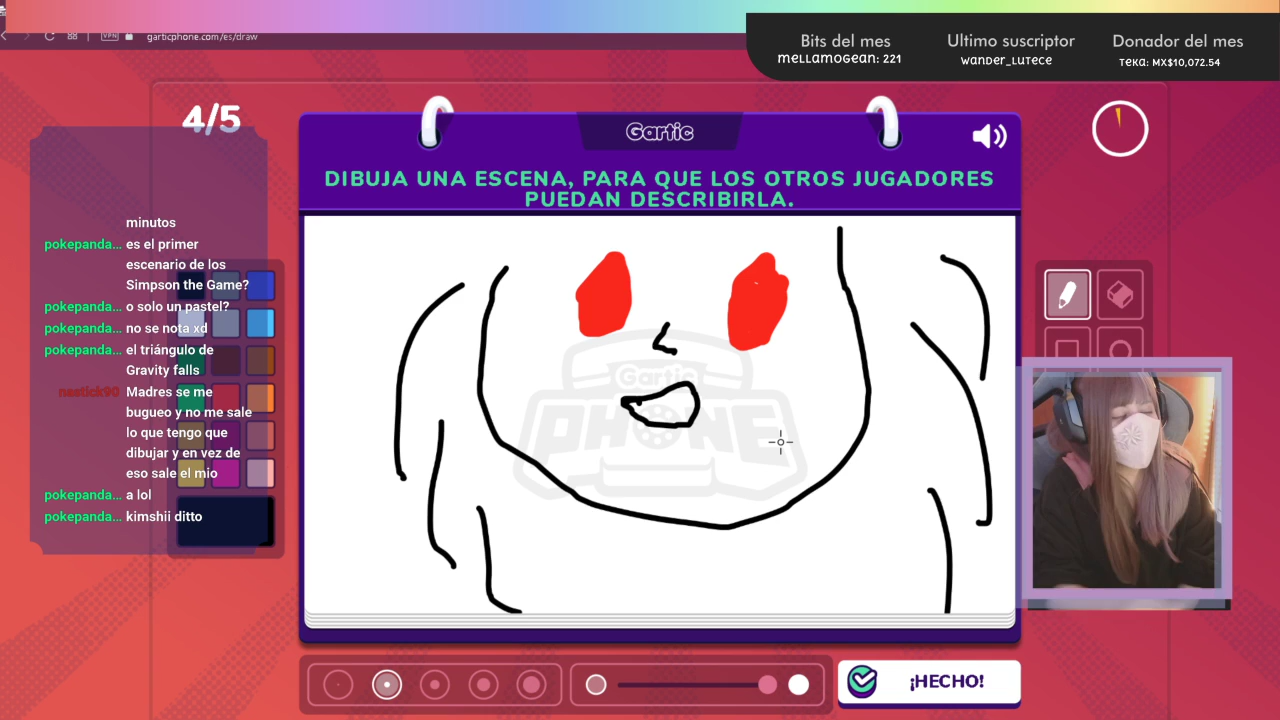 VPN
garticphone.com/es/draw
Bits del mes
mellamogean: 221
Ultimo suscriptor
wander_lutece
Donador del mes
Teka: MX$10,072.54
4/5
Gartic
DIBUJA UNA ESCENA, PARA QUE LOS OTROS JUGADORES
PUEDAN DESCRIBIRLA.
minutos
pokepanda... es el primer
escenario de los
Simpson the Game?
pokepanda... o solo un pastel?
pokepanda... no se nota xd
pokepanda... el triángulo de
Gravity falls
nastick90 Madres se me
bugueo y no me sale
lo que tengo que
dibujar y en vez de
eso sale el mio
pokepanda... a lol
pokepanda... kimshii ditto
Gartic
PHONE
¡HECHO!